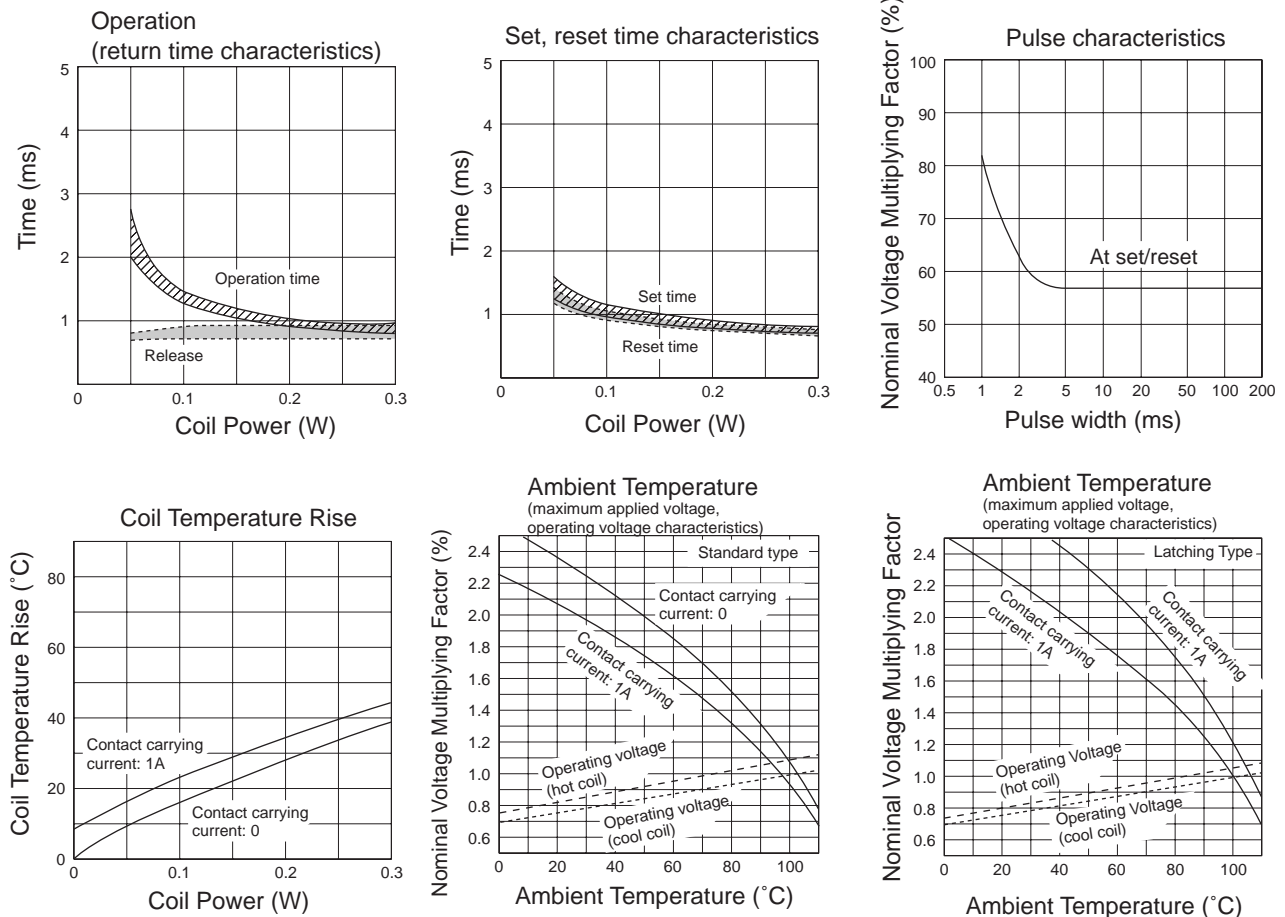 Operation
(return time characteristics)
5
4
3
2
1
0
0.1
0.2
0.3
Time (ms)
Operation time
Release
Coil Power (W)
Set, reset time characteristics
5
4
3
2
1
0
0.1
0.2
0.3
Time (ms)
Set time
Reset time
Coil Power (W)
Pulse characteristics
Nominal Voltage Multiplying Factor (%)
100
90
80
70
60
50
40
0.5 1 2 5 10 20 50 100 200
At set/reset
Pulse width (ms)
Coil Temperature Rise
Coil Temperature Rise (˚C)
80
60
40
20
0
0
0.1
0.2
0.3
Contact carrying
current: 1A
Contact carrying
current: 0
Coil Power (W)
Ambient Temperature
(maximum applied voltage,
operating voltage characteristics)
Nominal Voltage Multiplying Factor (%)
2.4
2.2
2.0
1.8
1.6
1.4
1.2
1.0
0.8
0.6
Standard type
Contact carrying
current: 0
Contact carrying
current: 1A
Operating voltage
(hot coil)
Operating voltage
(cool coil)
0 20 40 60 80 100
Ambient Temperature (˚C)
Ambient Temperature
(maximum applied voltage,
operating voltage characteristics)
Nominal Voltage Multiplying Factor
2.4
2.2
2.0
1.8
1.6
1.4
1.2
1.0
0.8
0.6
Latching Type
Contact carrying
current: 1A
Contact carrying
current: 1A
Operating Voltage
(hot coil)
Operating Voltage
(cool coil)
0 20 40 60 80 100
Ambient Temperature (˚C)